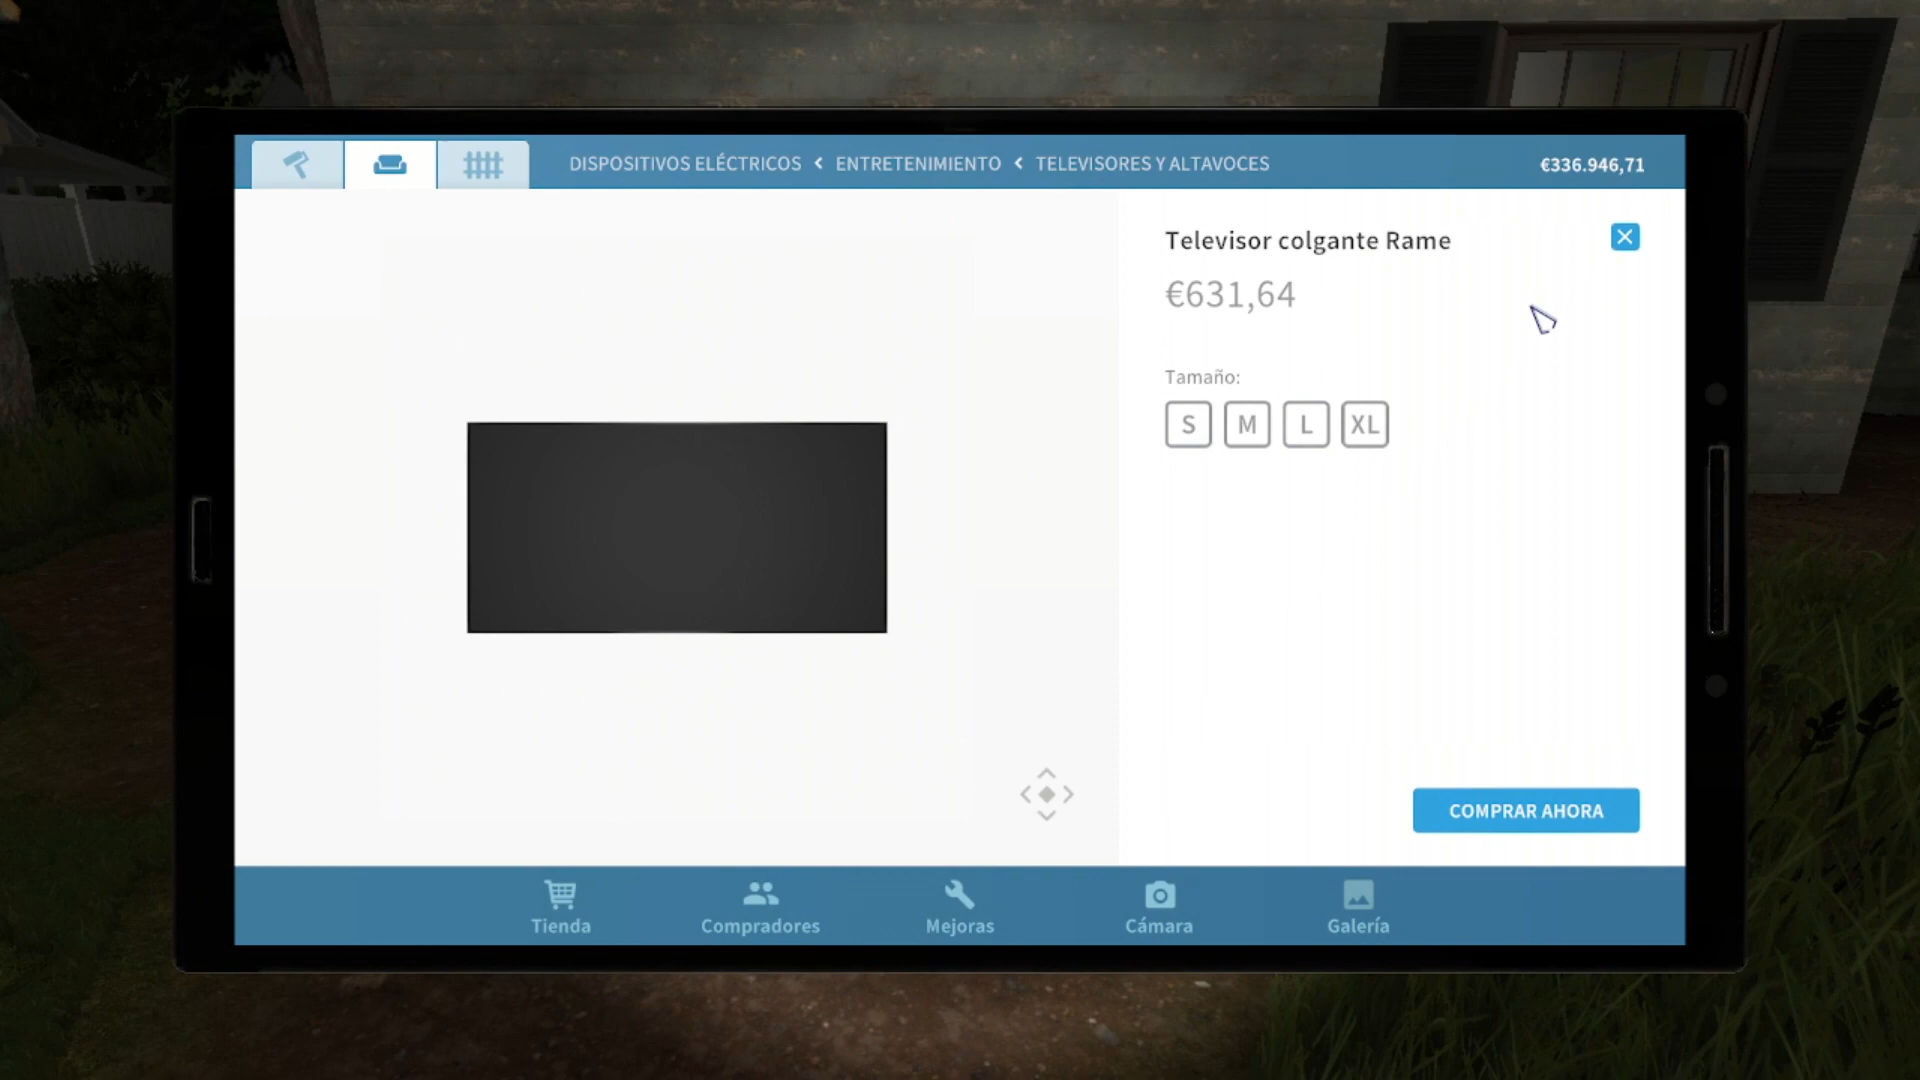 DISPOSITIVOS ELÉCTRICOS < ENTRETENIMIENTO < TELEVISORES Y ALTAVOCES
€336.946,71
Televisor colgante Rame
€631,64
Tamaño:
S M L XL
COMPRAR AHORA
Tienda Compradores Mejoras Cámara Galería